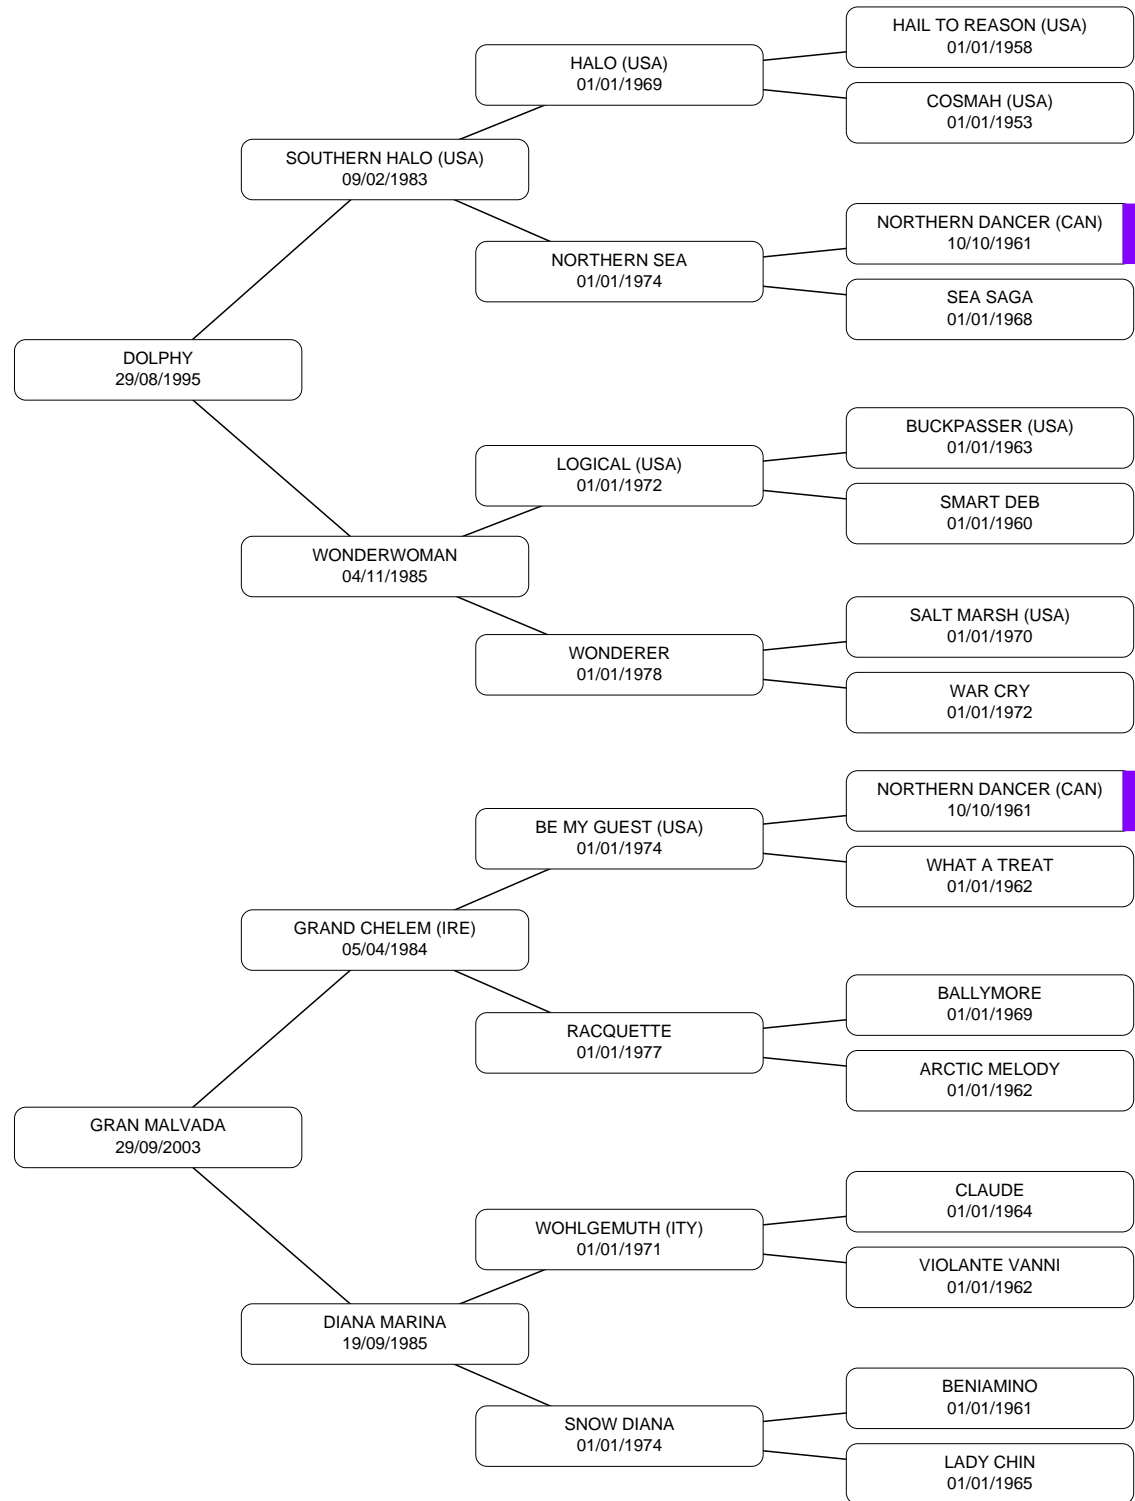 HAIL TO REASON (USA)
01/01/1958
HALO (USA)
01/01/1969
COSMAH (USA)
01/01/1953
SOUTHERN HALO (USA)
09/02/1983
NORTHERN DANCER (CAN)
10/10/1961
NORTHERN SEA
01/01/1974
SEA SAGA
01/01/1968
DOLPHY
29/08/1995
BUCKPASSER (USA)
01/01/1963
LOGICAL (USA)
01/01/1972
SMART DEB
01/01/1960
WONDERWOMAN
04/11/1985
SALT MARSH (USA)
01/01/1970
WONDERER
01/01/1978
WAR CRY
01/01/1972
NORTHERN DANCER (CAN)
10/10/1961
BE MY GUEST (USA)
01/01/1974
WHAT A TREAT
01/01/1962
GRAND CHELEM (IRE)
05/04/1984
BALLYMORE
01/01/1969
RACQUETTE
01/01/1977
ARCTIC MELODY
01/01/1962
GRAN MALVADA
29/09/2003
CLAUDE
01/01/1964
WOHLGEMUTH (ITY)
01/01/1971
VIOLANTE VANNI
01/01/1962
DIANA MARINA
19/09/1985
BENIAMINO
01/01/1961
SNOW DIANA
01/01/1974
LADY CHIN
01/01/1965